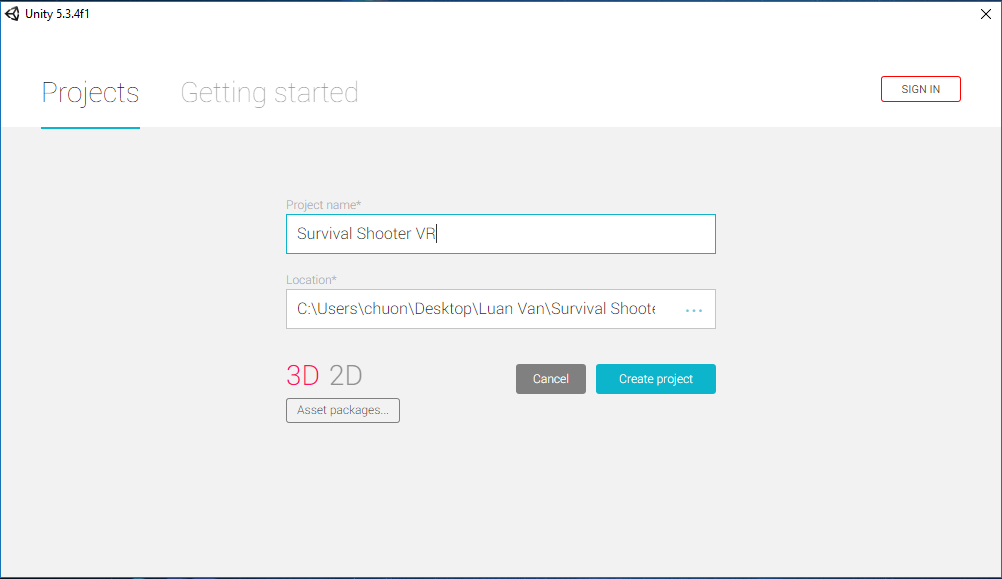 Unity 5.3.4f1
Projects
Getting started
SIGN IN
Project name*
Survival Shooter VR
Location*
C:\Users\chuon\Desktop\Luan Van\Survival Shoote
...
3D 2D
Cancel
Create project
Asset packages...